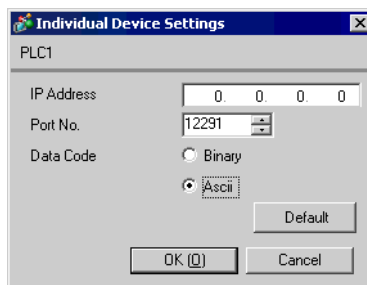 Individual Device Settings
PLC1
IP Address 0. 0. 0. 0
Port No. 12291
Data Code Binary
Ascii
Default
OK (O) Cancel